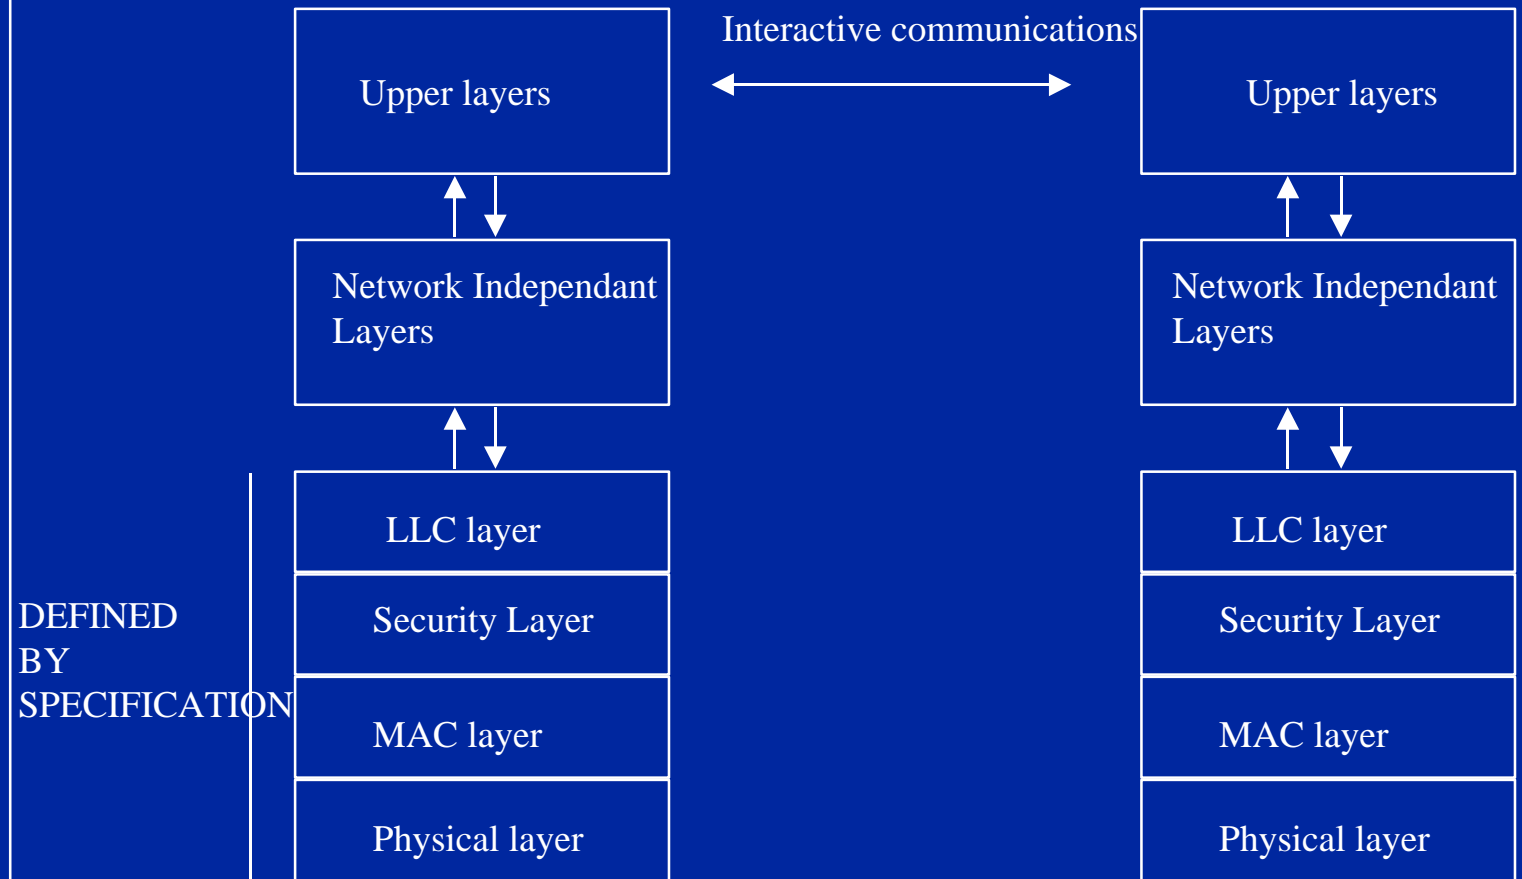 Interactive communications
Upper layers
Upper layers
Network Independant
Layers
Network Independant
Layers
LLC layer
LLC layer
DEFINED
BY
SPECIFICATION
Security Layer
Security Layer
MAC layer
MAC layer
Physical layer
Physical layer